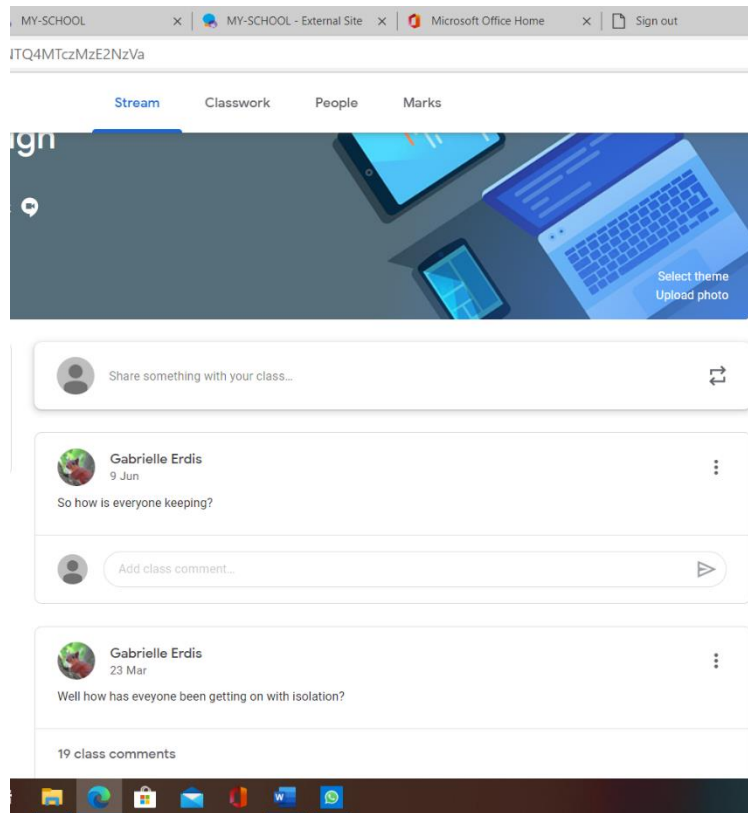 MY-SCHOOL
MY-SCHOOL - External Site
Microsoft Office Home
Sign out
NTQ4MTczMzE2NzVa
Stream Classwork People Marks
ign
Select theme
Upload photo
Share something with your class...
Gabrielle Erdis
9 Jun
So how is everyone keeping?
Add class comment...
Gabrielle Erdis
23 Mar
Well how has eveyone been getting on with isolation?
19 class comments